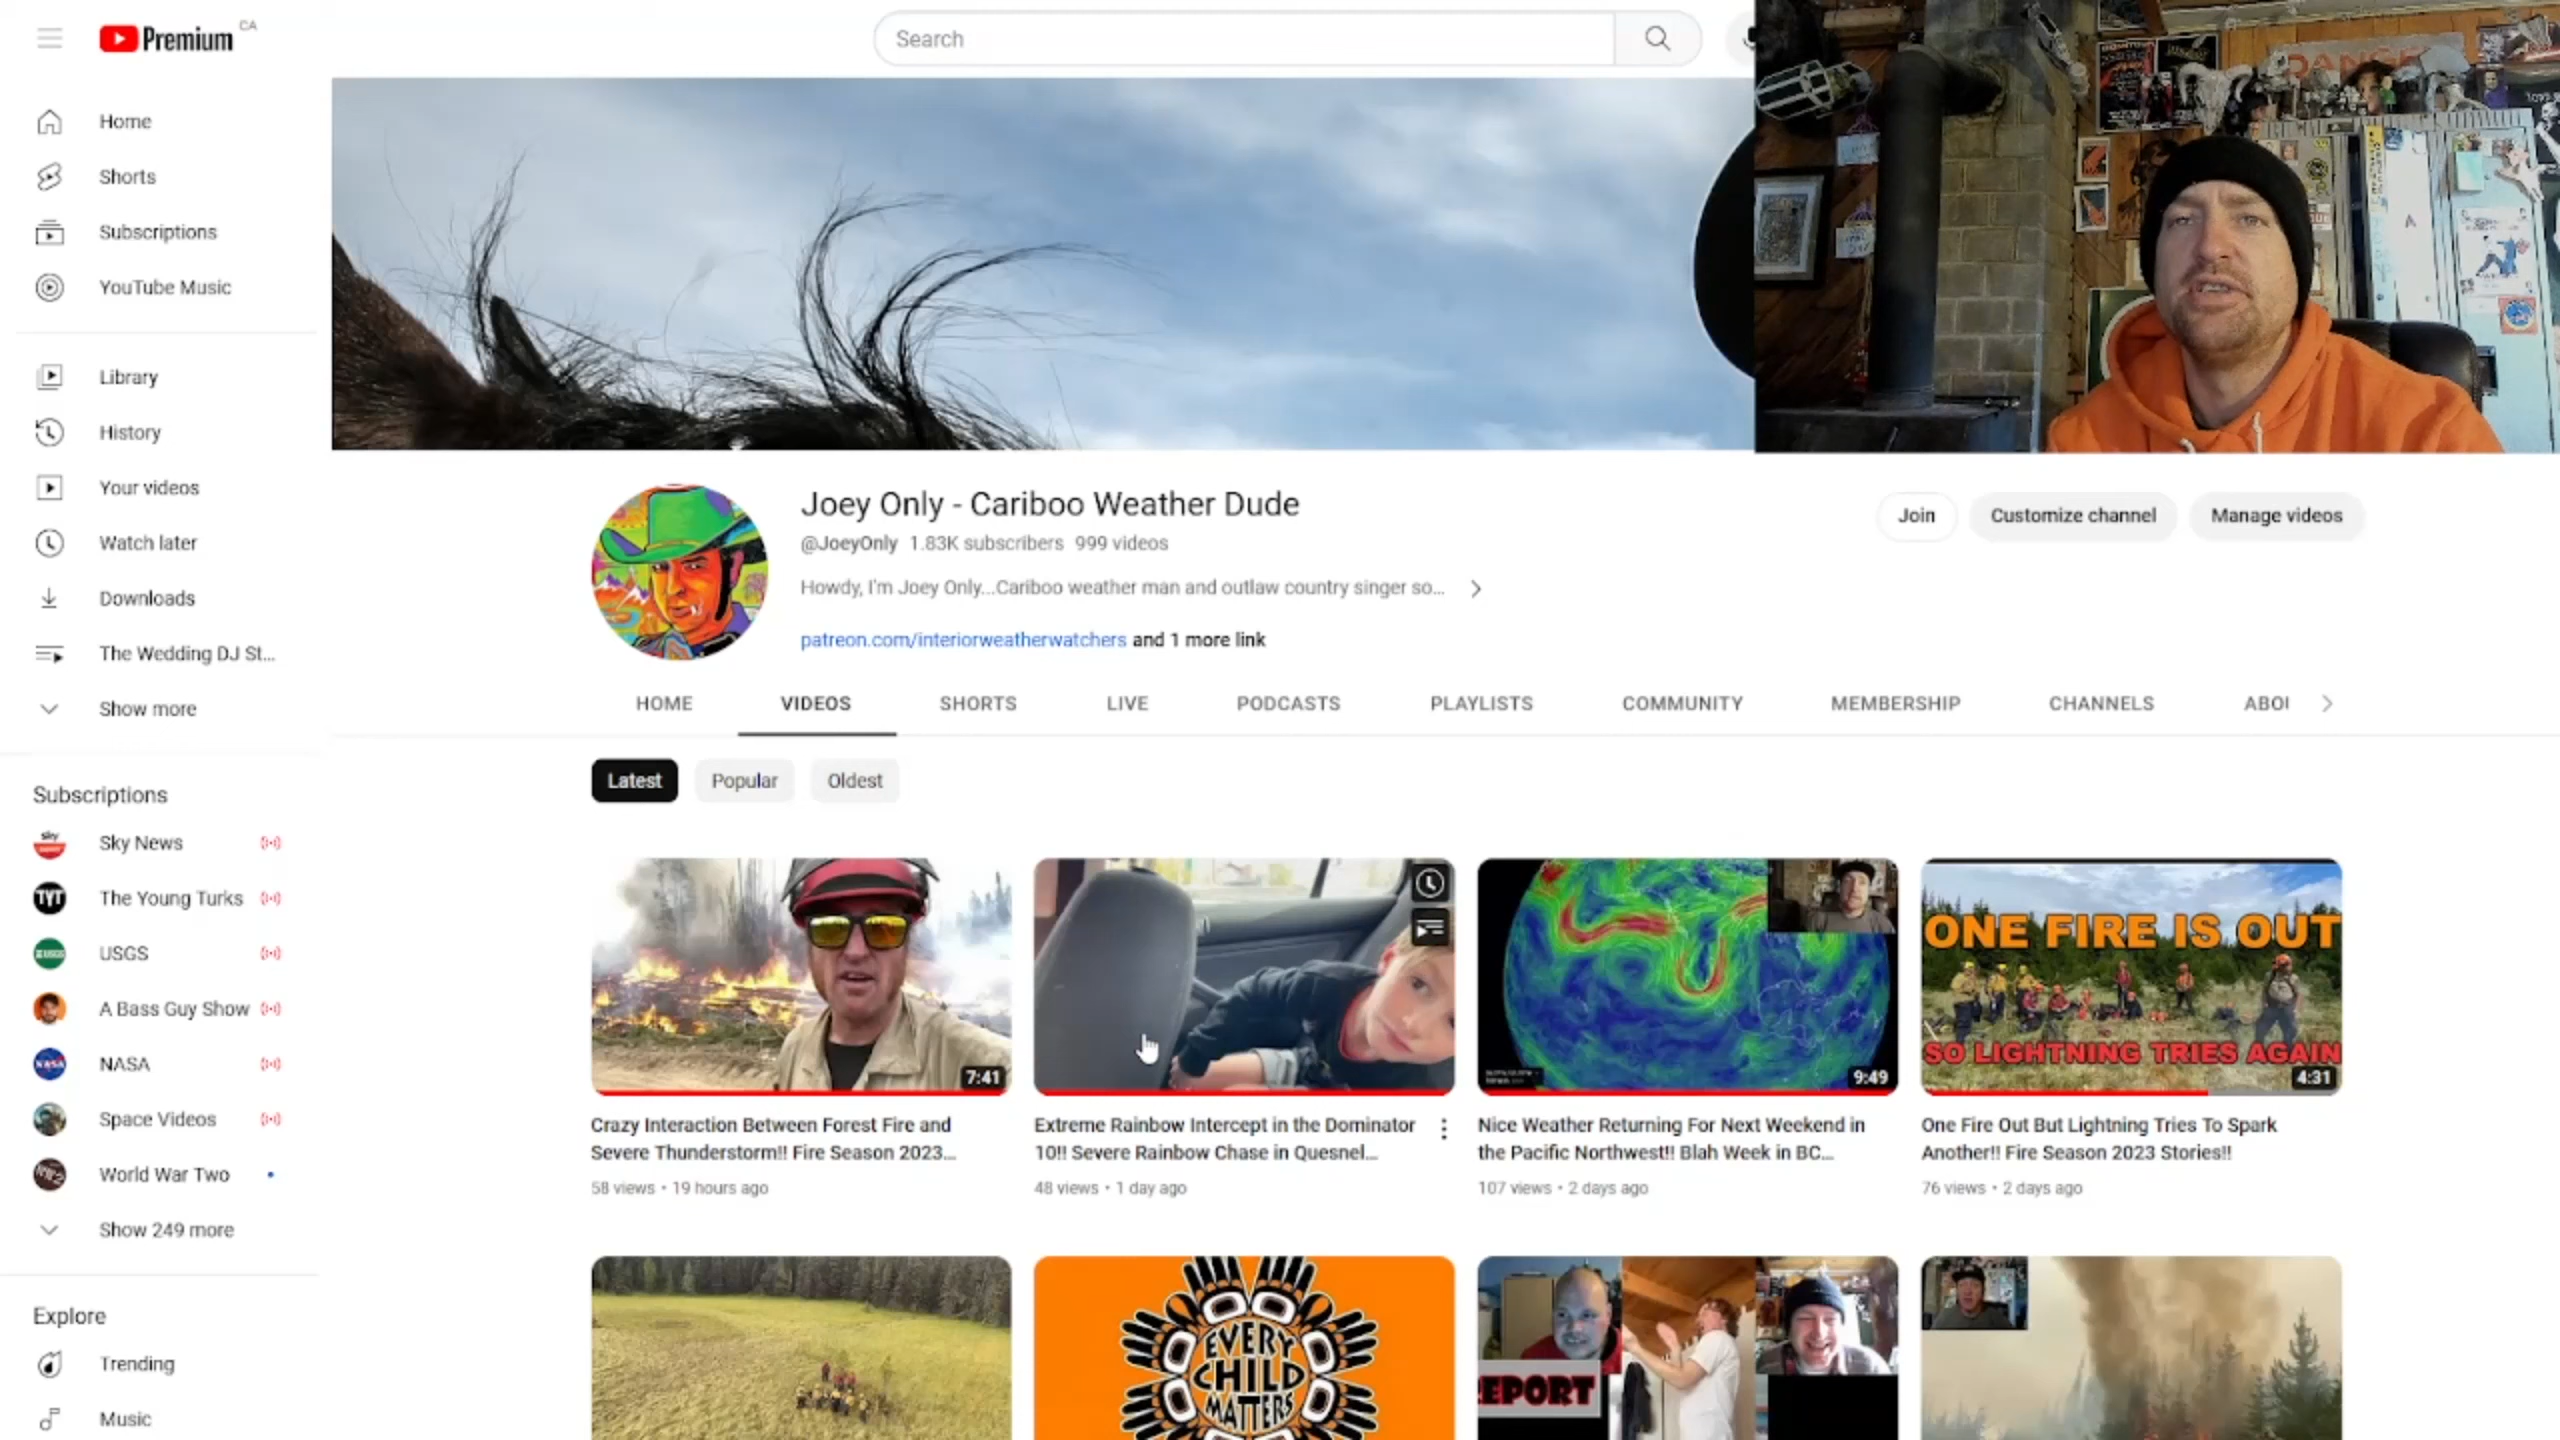 Premium CA
Search
Home
Shorts
Subscriptions
YouTube Music
Library
History
Your videos
Watch later
Downloads
The Wedding DJ St...
Show more
Subscriptions
Sky News
The Young Turks
USGS
A Bass Guy Show
NASA
Space Videos
World War Two
Show 249 more
Explore
Trending
Music
DANGER
Joey Only - Cariboo Weather Dude
@JoeyOnly 1.83K subscribers 999 videos
Howdy, I'm Joey Only...Cariboo weather man and outlaw country singer so...
patreon.com/interiorweatherwatchers and 1 more link
Join
Customize channel
Manage videos
HOME VIDEOS SHORTS LIVE PODCASTS PLAYLISTS COMMUNITY MEMBERSHIP CHANNELS ABOU
Latest Popular Oldest
7:41
Crazy Interaction Between Forest Fire and
Severe Thunderstorm!! Fire Season 2023...
58 views • 19 hours ago
Extreme Rainbow Intercept in the Dominator
10!! Severe Rainbow Chase in Quesnel...
48 views • 1 day ago
9:49
Nice Weather Returning For Next Weekend in
the Pacific Northwest!! Blah Week in BC...
107 views • 2 days ago
ONE FIRE IS OUT
SO LIGHTNING TRIES AGAIN
4:31
One Fire Out But Lightning Tries To Spark
Another!! Fire Season 2023 Stories!!
76 views • 2 days ago
EVERY
CHILD
MATTERS
EPORT